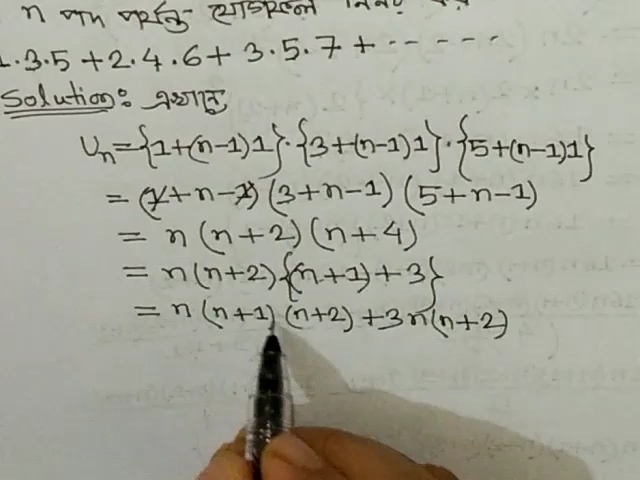 n পদ পর্যন্ত যোগফল নির্ণয় কর
1.3.5 + 2.4.6 + 3.5.7 + ------
Solution: এখানে
Un = {1+(n-1)1}.{3+(n-1)1}.{5+(n-1)1}
= (1+n-1)(3+n-1)(5+n-1)
= n(n+2)(n+4)
= n(n+2){(n+1)+3}
= n(n+1)(n+2)+3n(n+2)